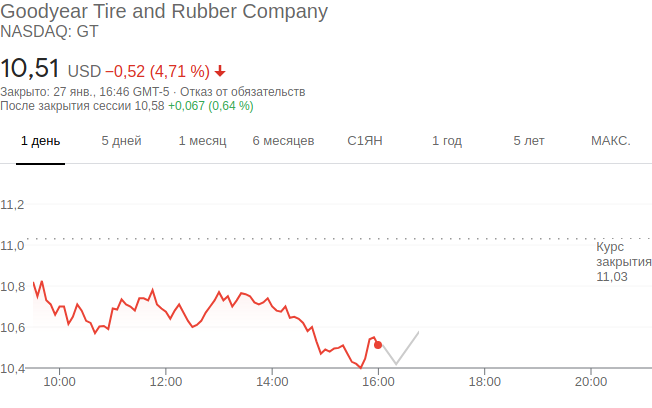 Goodyear Tire and Rubber Company
NASDAQ: GT
10,51 USD −0,52 (4,71 %)
Закрыто: 27 янв., 16:46 GMT-5 · Отказ от обязательств
После закрытия сессии 10,58 +0,067 (0,64 %)
1 день 5 дней 1 месяц 6 месяцев С1ЯН 1 год 5 лет МАКС.
11,2
11,0
Курс
закрытия
11,03
10,8
10,6
10,4
10:00 12:00 14:00 16:00 18:00 20:00